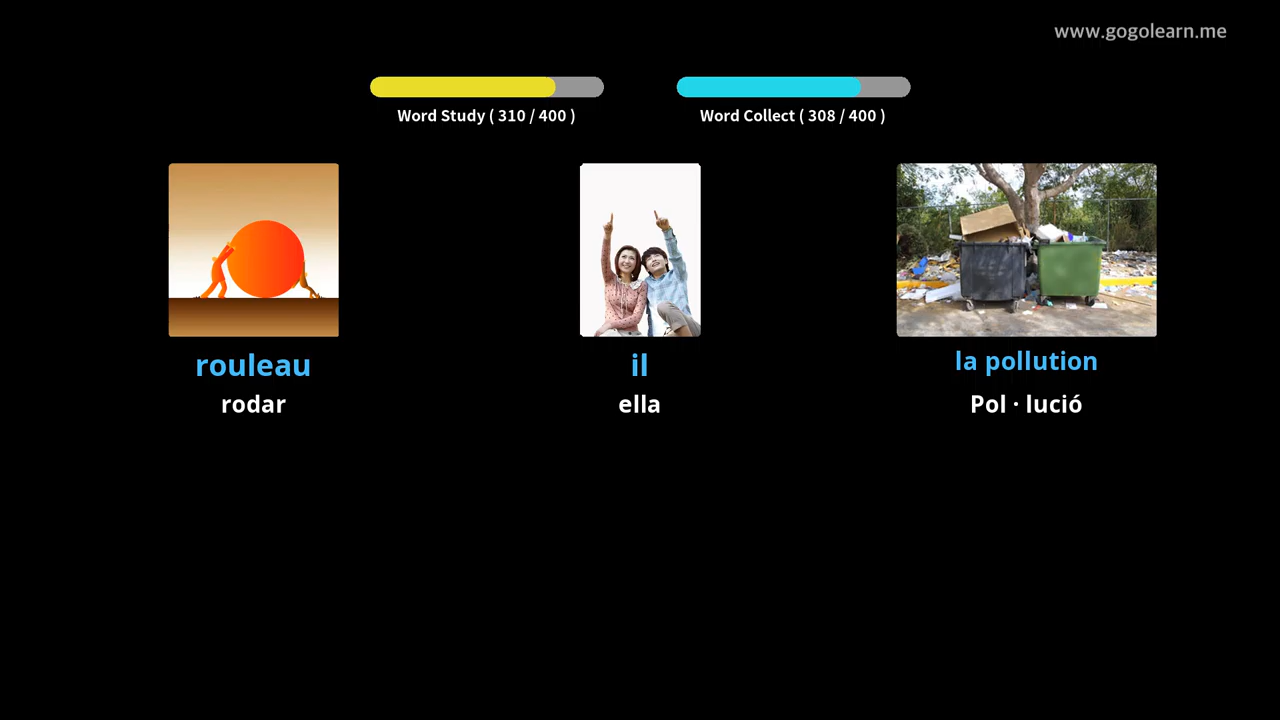 www.gogolearn.me
Word Study ( 310 / 400 )
Word Collect ( 308 / 400 )
rouleau
rodar
il
ella
la pollution
Pol · lució